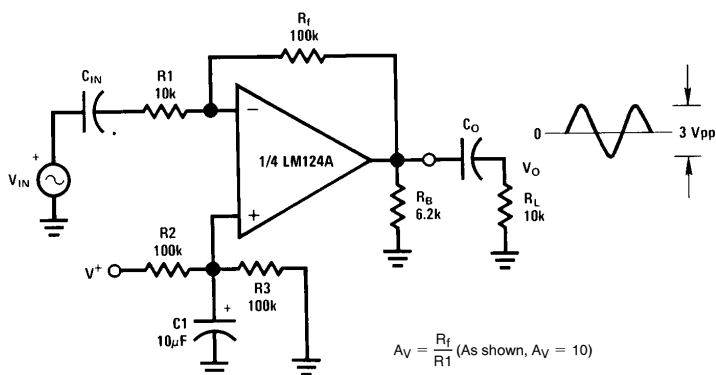 Rf
100k
CIN
R1
10k
−
+
1/4 LM124A
+
VIN
R2
100k
V+
R3
100k
+
C1
10µF
RB
6.2k
CO
VO
RL
10k
0
3 Vpp
AV = Rf/R1 (As shown, AV = 10)